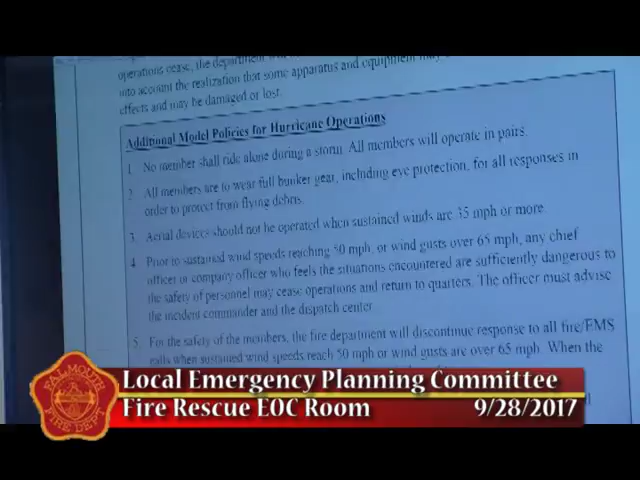 operations cease, the department
into account the realization that some apparatus and equipment may
effects and may be damaged or lost.
Additional Model Policies for Hurricane Operations
1. No member shall ride alone during a storm. All members will operate in pairs.
2. All members are to wear full bunker gear, including eye protection, for all responses in
order to protect from flying debris.
3. Aerial devices should not be operated when sustained winds are 35 mph or more.
4. Prior to sustained wind speeds reaching 50 mph, or wind gusts over 65 mph, any chief
officer or company officer who feels the situations encountered are sufficiently dangerous to
the safety of personnel may cease operations and return to quarters. The officer must advise
the incident commander and the dispatch center.
5. For the safety of the members, the fire department will discontinue response to all fire/EMS
calls when sustained wind speeds reach 50 mph or wind gusts are over 65 mph. When the
Local Emergency Planning Committee
Fire Rescue EOC Room 9/28/2017
FALMOUTH
FIRE DEPT